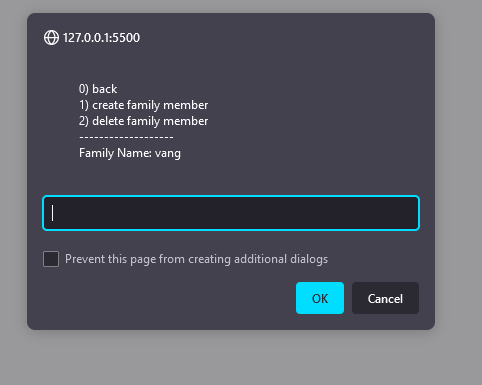 127.0.0.1:5500
0) back
1) create family member
2) delete family member
-------------------
Family Name: vang
Prevent this page from creating additional dialogs
OK
Cancel